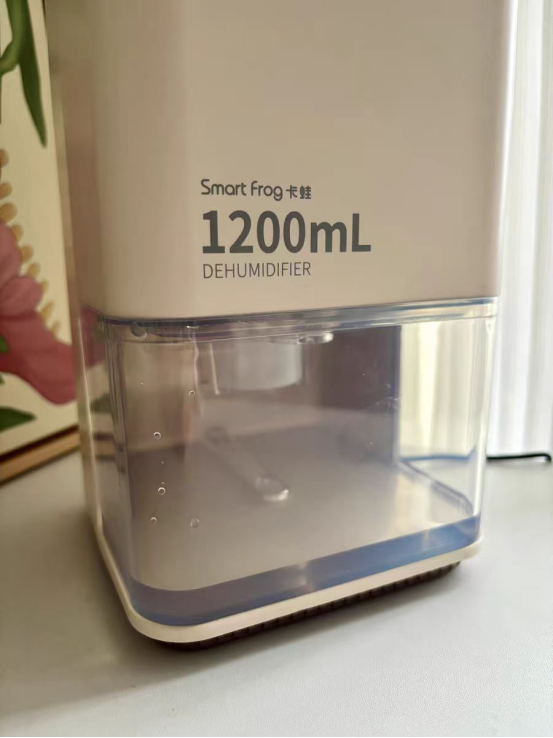 Smart Frog 卡蛙
1200mL
DEHUMIDIFIER